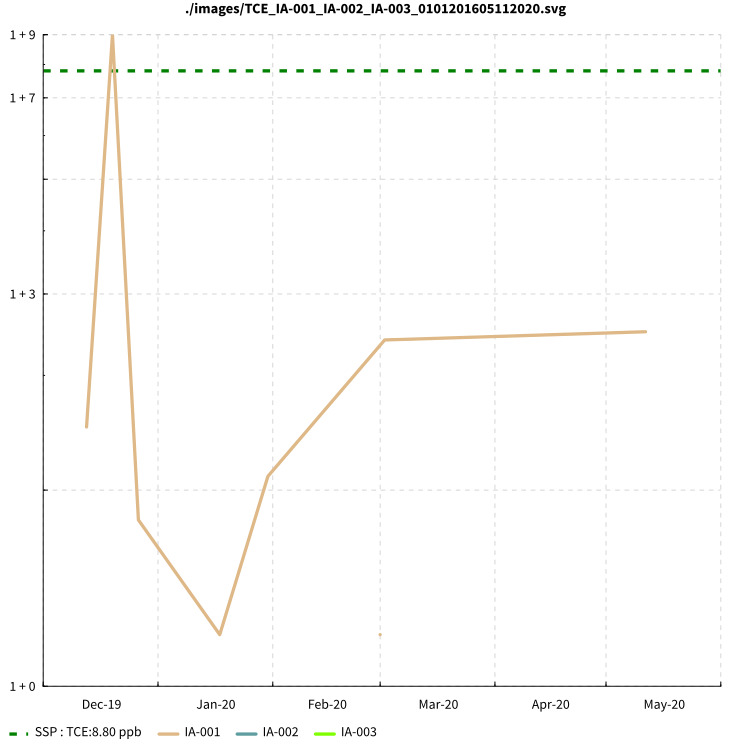 ./images/TCE_IA-001_IA-002_IA-003_0101201605112020.svg
1+9
1+7
1+3
1+0
Dec-19 Jan-20 Feb-20 Mar-20 Apr-20 May-20
SSP : TCE:8.80 ppb IA-001 IA-002 IA-003